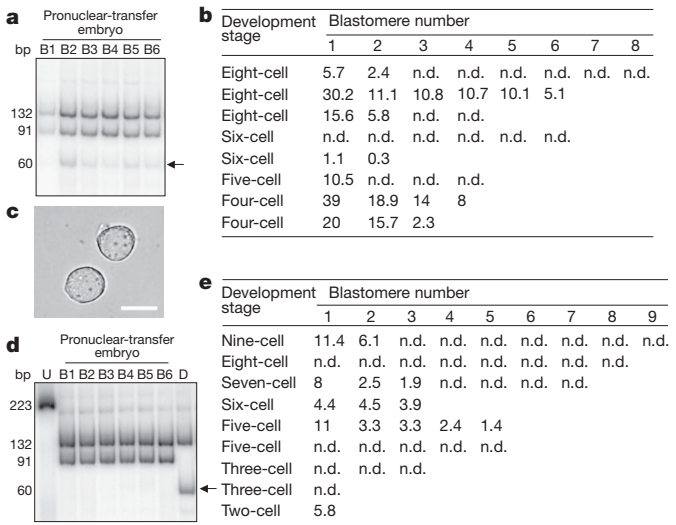 a
Pronuclear-transfer
embryo
bp B1 B2 B3 B4 B5 B6
132
91
60
b
Development stage Blastomere number
1 2 3 4 5 6 7 8
Eight-cell 5.7 2.4 n.d. n.d. n.d. n.d. n.d. n.d.
Eight-cell 30.2 11.1 10.8 10.7 10.1 5.1
Eight-cell 15.6 5.8 n.d. n.d.
Six-cell n.d. n.d. n.d. n.d. n.d. n.d.
Six-cell 1.1 0.3
Five-cell 10.5 n.d. n.d. n.d.
Four-cell 39 18.9 14 8
Four-cell 20 15.7 2.3
c
d
Pronuclear-transfer
embryo
bp U B1 B2 B3 B4 B5 B6 D
223
132
91
60
e
Development stage Blastomere number
1 2 3 4 5 6 7 8 9
Nine-cell 11.4 6.1 n.d. n.d. n.d. n.d. n.d. n.d. n.d.
Eight-cell n.d. n.d. n.d. n.d. n.d. n.d. n.d. n.d.
Seven-cell 8 2.5 1.9 n.d. n.d. n.d. n.d.
Six-cell 4.4 4.5 3.9
Five-cell 11 3.3 3.3 2.4 1.4
Five-cell n.d. n.d. n.d. n.d. n.d.
Three-cell n.d. n.d. n.d.
Three-cell n.d.
Two-cell 5.8